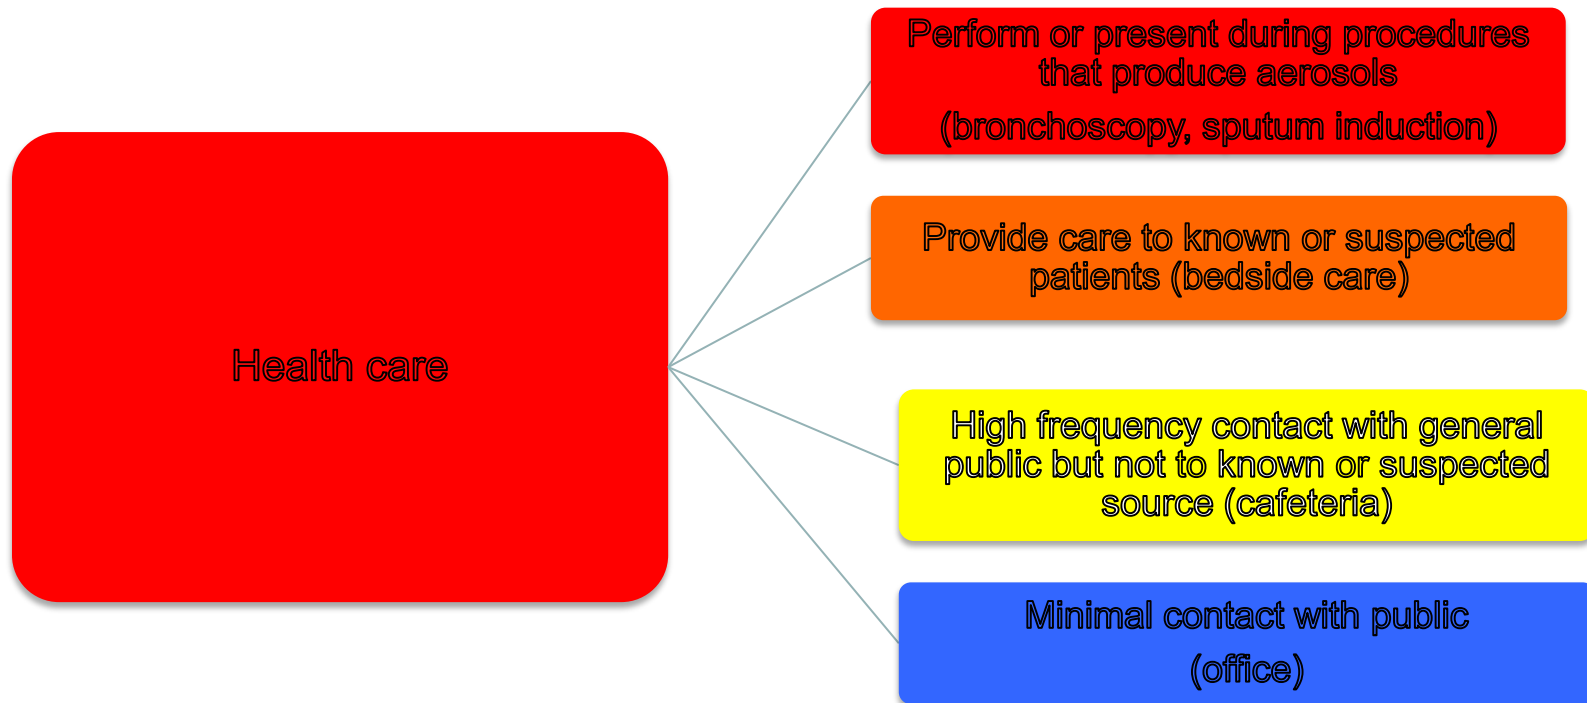 Perform or present during procedures
that produce aerosols
(bronchoscopy, sputum induction)
Provide care to known or suspected
patients (bedside care)
Health care
High frequency contact with general
public but not to known or suspected
source (cafeteria)
Minimal contact with public
(office)